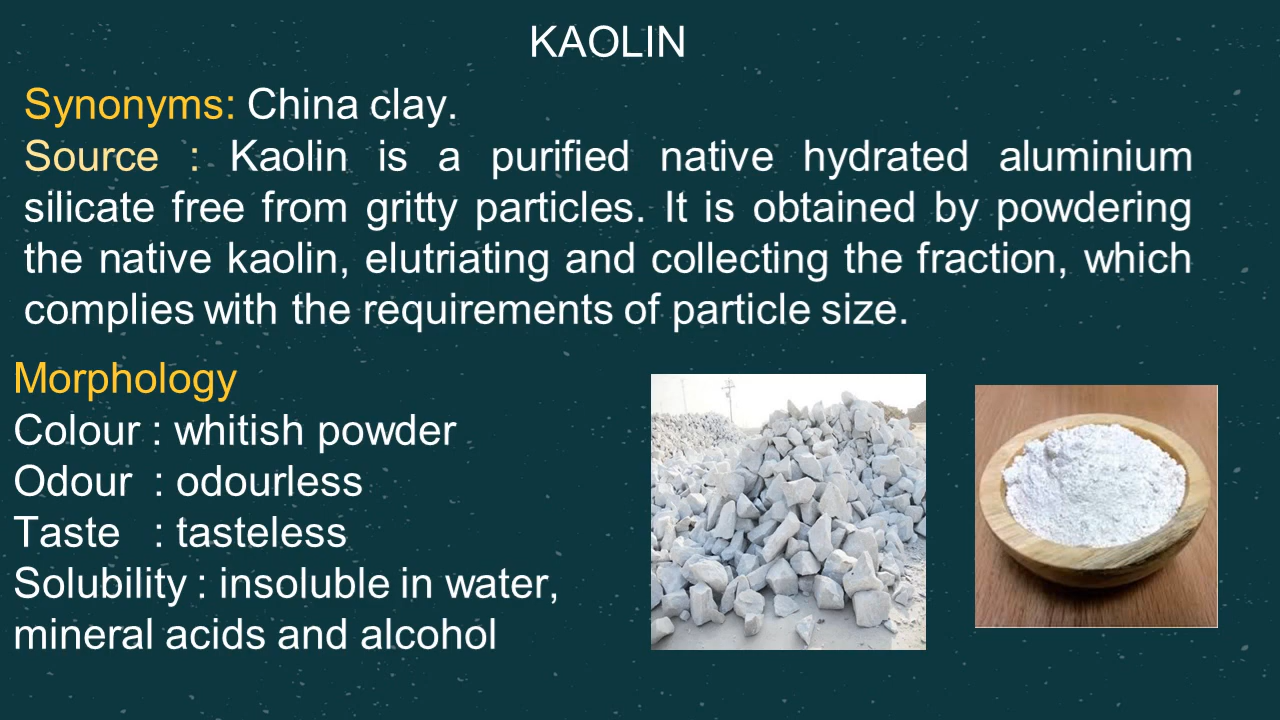 KAOLIN
Synonyms: China clay.
Source : Kaolin is a purified native hydrated aluminium
silicate free from gritty particles. It is obtained by powdering
the native kaolin, elutriating and collecting the fraction, which
complies with the requirements of particle size.
Morphology
Colour : whitish powder
Odour : odourless
Taste : tasteless
Solubility : insoluble in water,
mineral acids and alcohol